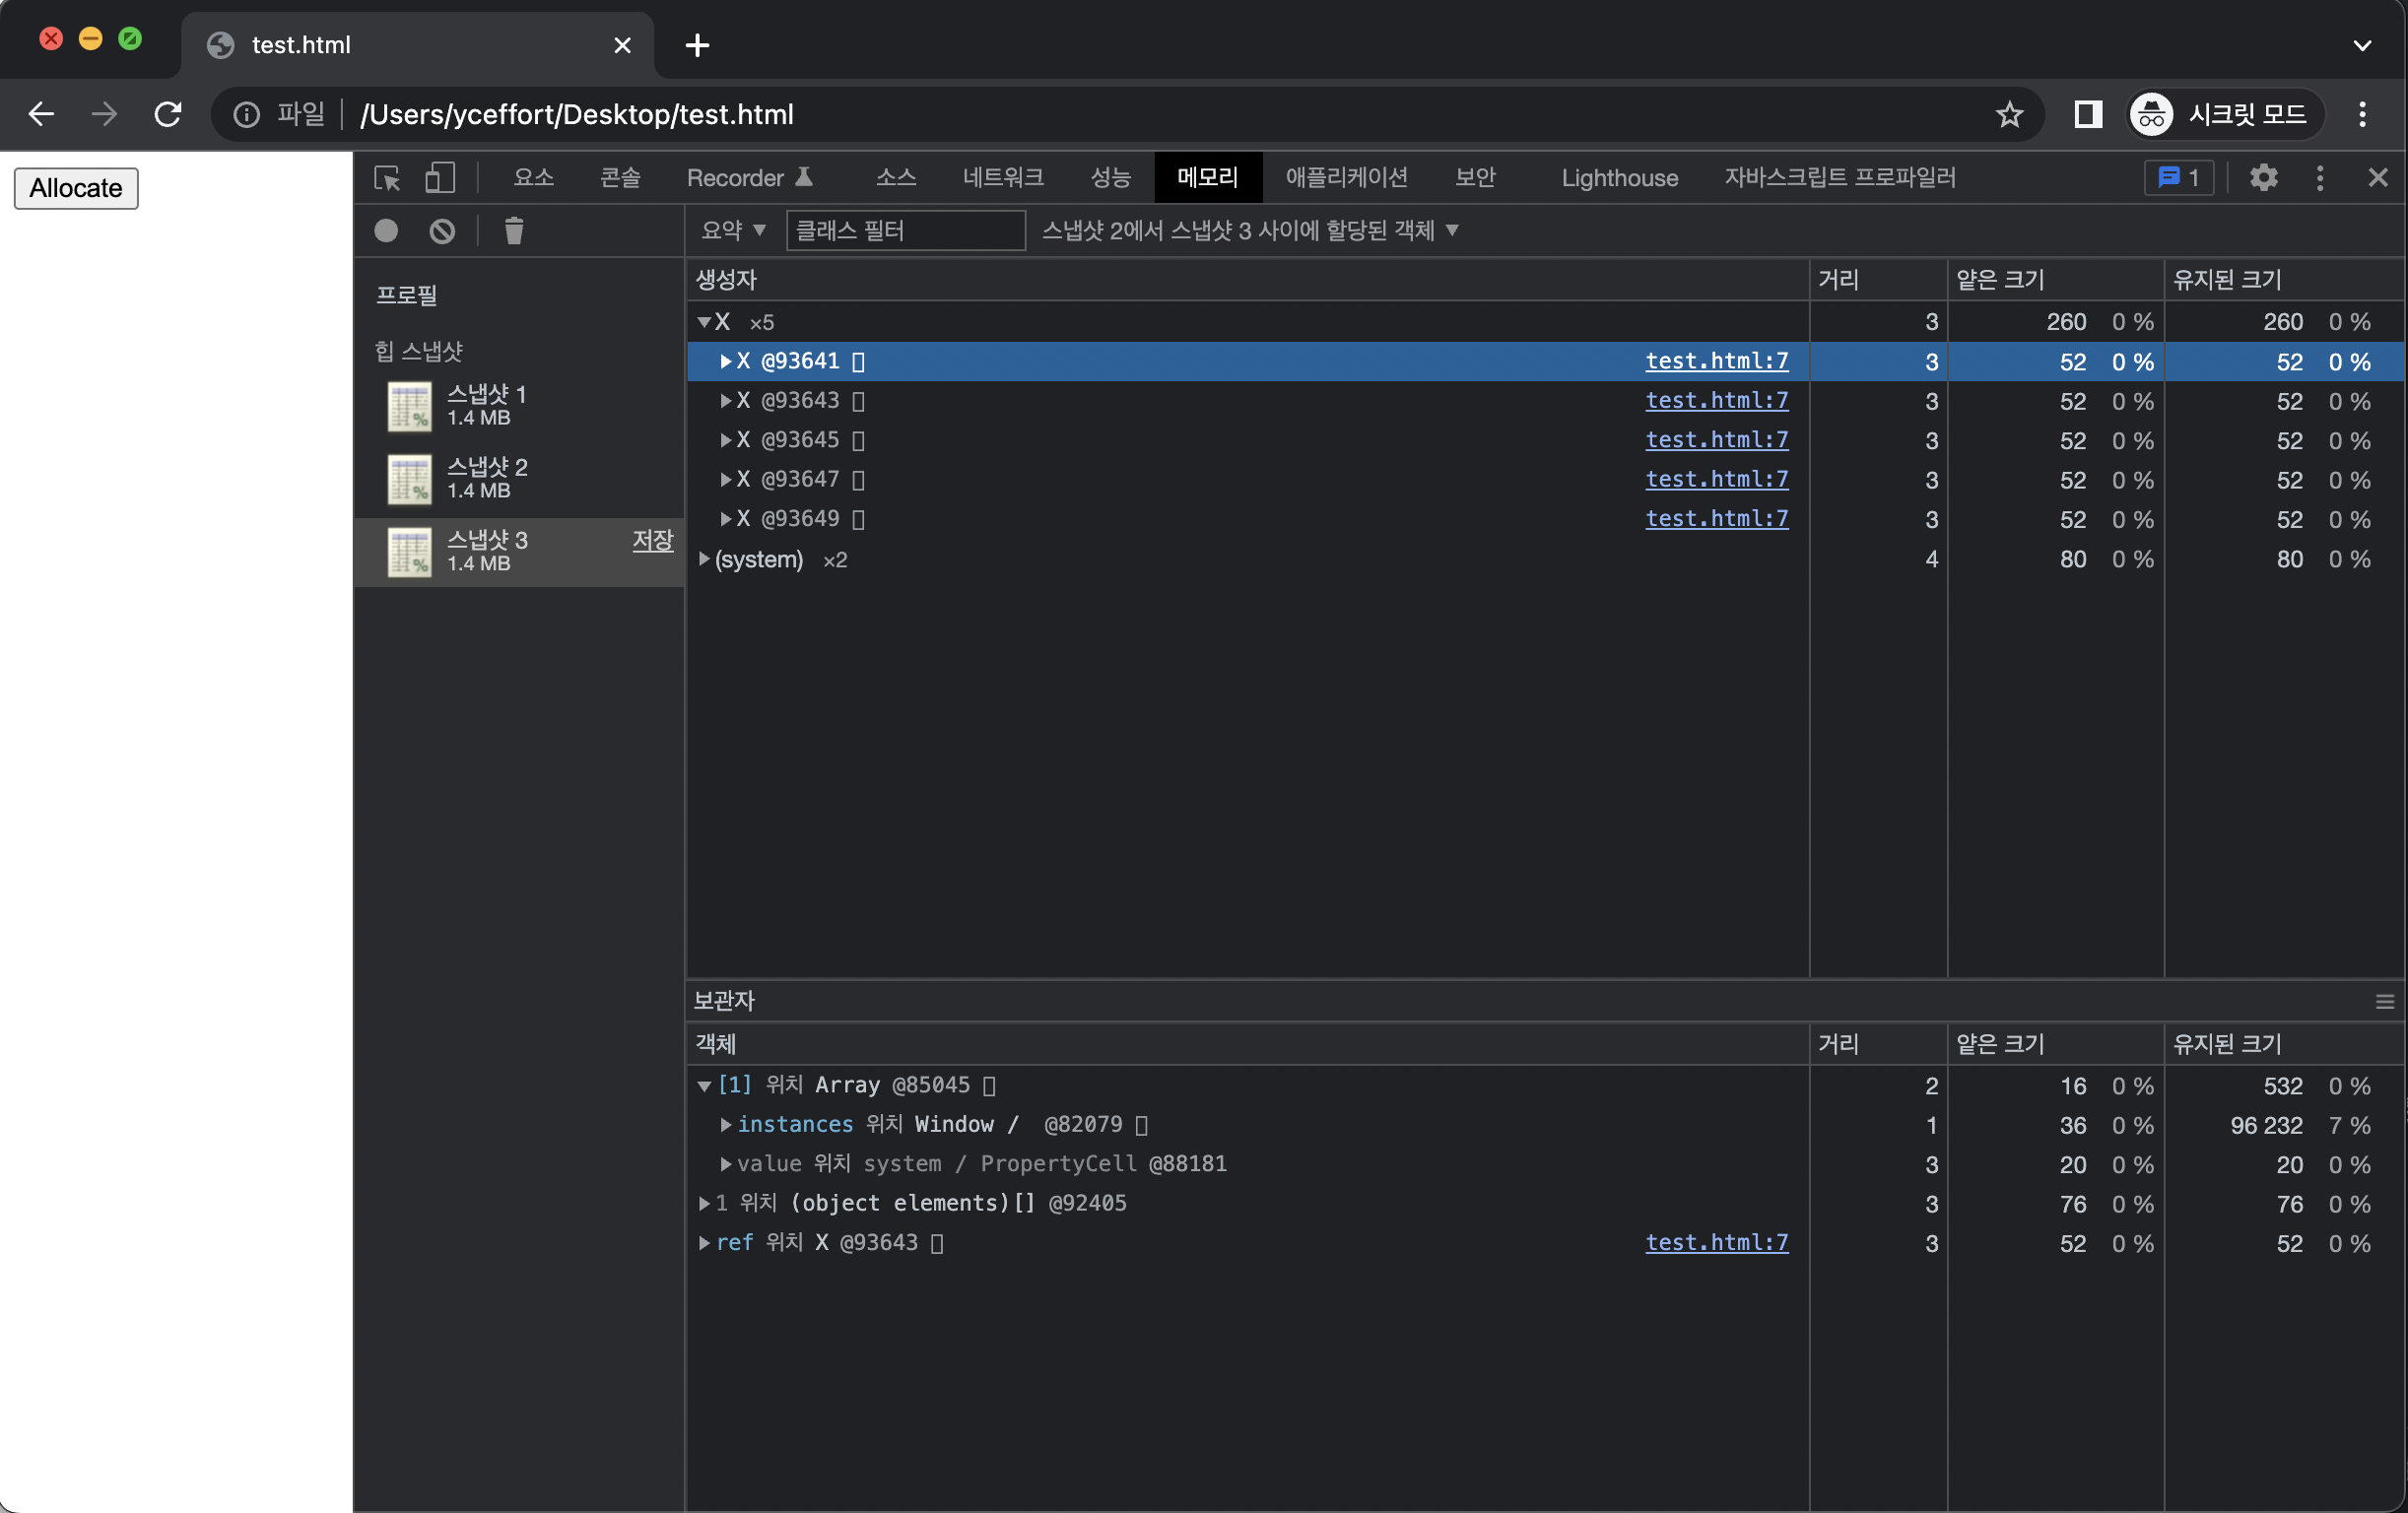 test.html
파일 /Users/yceffort/Desktop/test.html 시크릿 모드
Allocate
요소 콘솔 Recorder 소스 네트워크 성능 메모리 애플리케이션 보안 Lighthouse 자바스크립트 프로파일러 1
요약 ▼ 클래스 필터 스냅샷 2에서 스냅샷 3 사이에 할당된 객체 ▼
프로필
힙 스냅샷
스냅샷 1
1.4 MB
스냅샷 2
1.4 MB
스냅샷 3 저장
1.4 MB
생성자 거리 얕은 크기 유지된 크기
▼X ×5 3 260 0 % 260 0 %
▶X @93641 test.html:7 3 52 0 % 52 0 %
▶X @93643 test.html:7 3 52 0 % 52 0 %
▶X @93645 test.html:7 3 52 0 % 52 0 %
▶X @93647 test.html:7 3 52 0 % 52 0 %
▶X @93649 test.html:7 3 52 0 % 52 0 %
▶(system) ×2 4 80 0 % 80 0 %
보관자
객체 거리 얕은 크기 유지된 크기
▼[1] 위치 Array @85045 2 16 0 % 532 0 %
▶instances 위치 Window / @82079 1 36 0 % 96 232 7 %
▶value 위치 system / PropertyCell @88181 3 20 0 % 20 0 %
▶1 위치 (object elements)[] @92405 3 76 0 % 76 0 %
▶ref 위치 X @93643 test.html:7 3 52 0 % 52 0 %